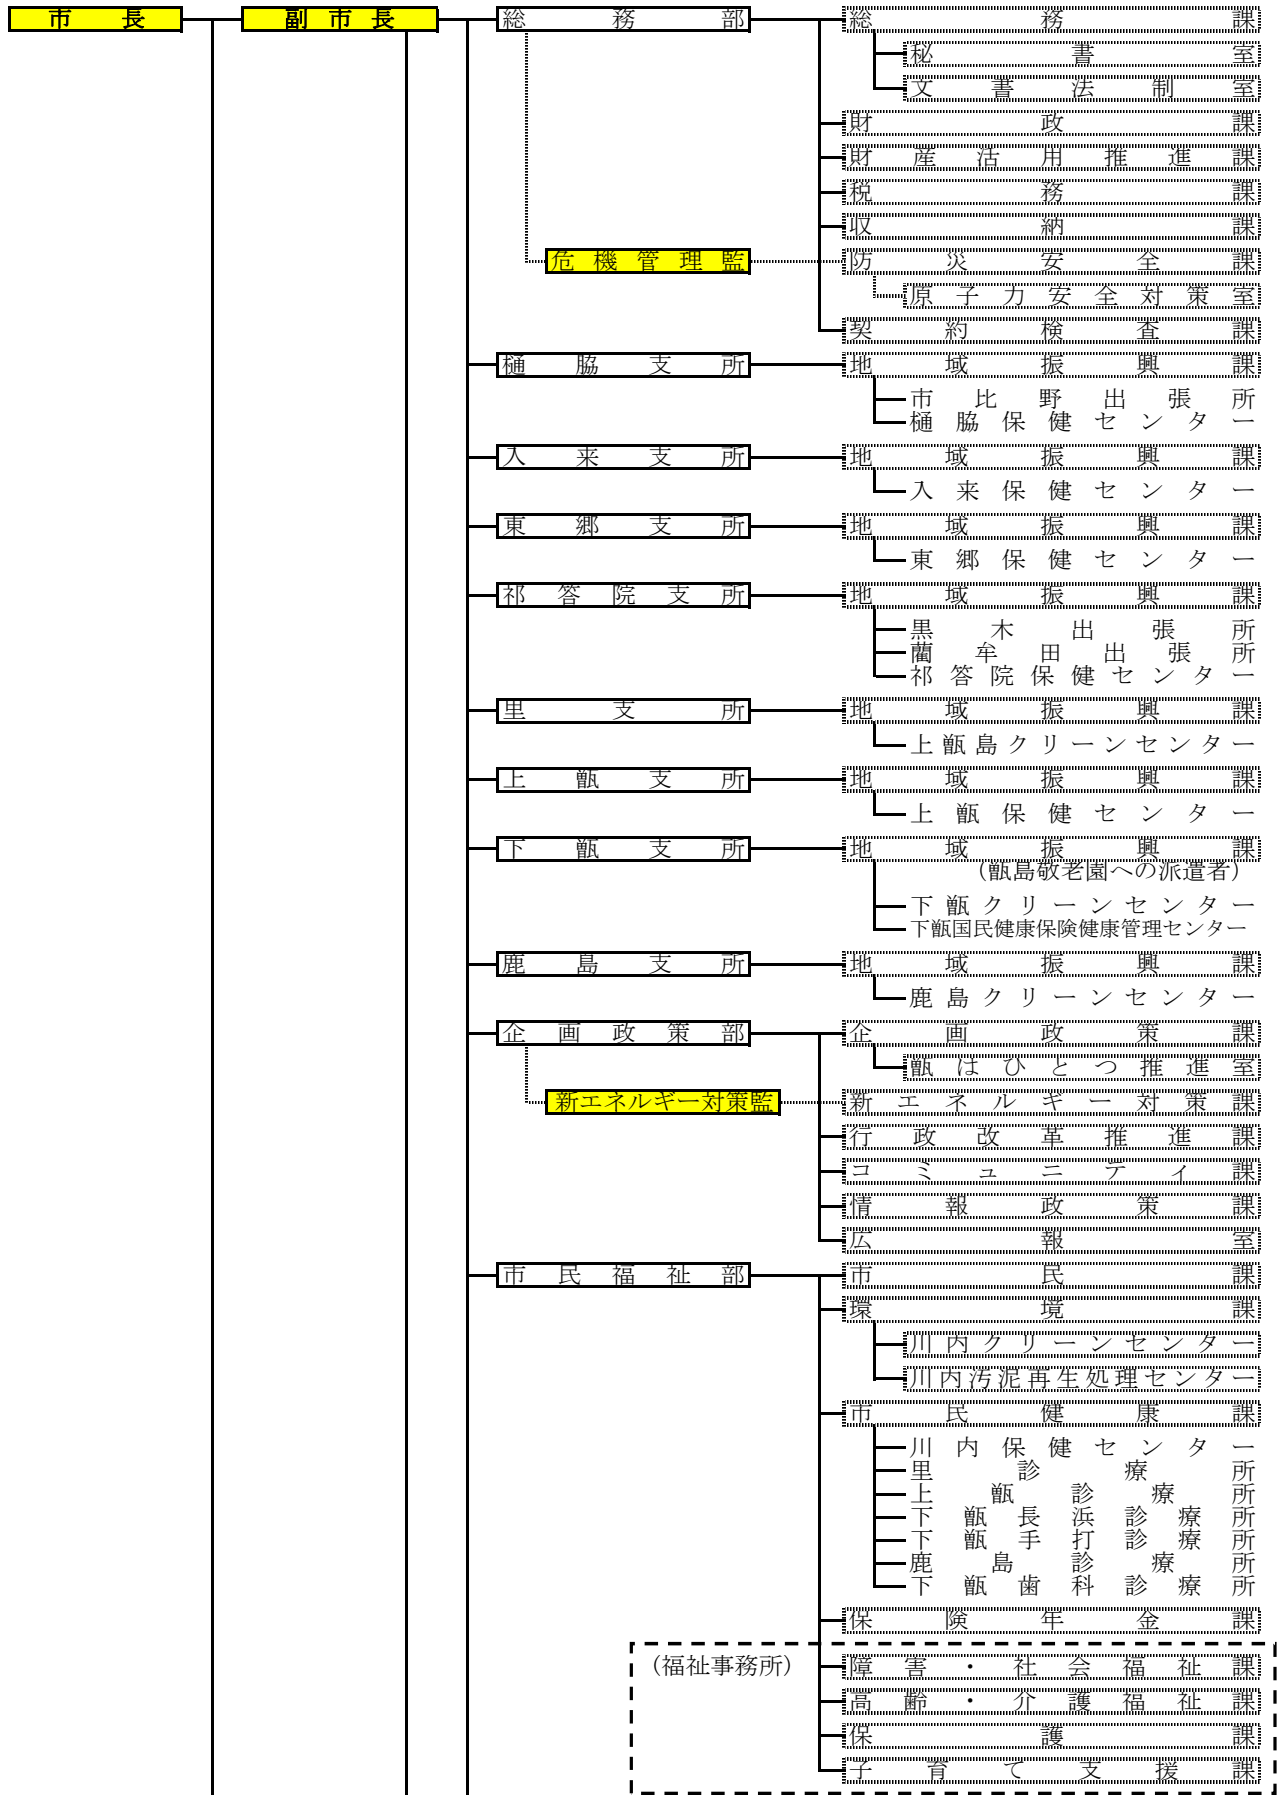 市長 副市長 総務部 総務課
秘書室
文書法制室
財政課
財産活用推進課
税務課
収納課
危機管理監 防災安全課
原子力安全対策室
契約検査課
樋脇支所 地域振興課
市比野出張所
樋脇保健センター
入来支所 地域振興課
入来保健センター
東郷支所 地域振興課
東郷保健センター
祁答院支所 地域振興課
黒木出張所
藺牟田出張所
祁答院保健センター
里支所 地域振興課
上甑島クリーンセンター
上甑支所 地域振興課
上甑保健センター
下甑支所 地域振興課
（甑島敬老園への派遣者）
下甑クリーンセンター
下甑国民健康保険健康管理センター
鹿島支所 地域振興課
鹿島クリーンセンター
企画政策部 企画政策課
甑はひとつ推進室
新エネルギー対策監 新エネルギー対策課
行政改革推進課
コミュニティ課
情報政策課
広報室
市民福祉部 市民課
環境課
川内クリーンセンター
川内汚泥再生処理センター
市民健康課
川内保健センター
里診療所
上甑診療所
下甑長浜診療所
下甑手打診療所
鹿島診療所
下甑歯科診療所
保険年金課
（福祉事務所） 障害・社会福祉課
高齢・介護福祉課
保護課
子育て支援課